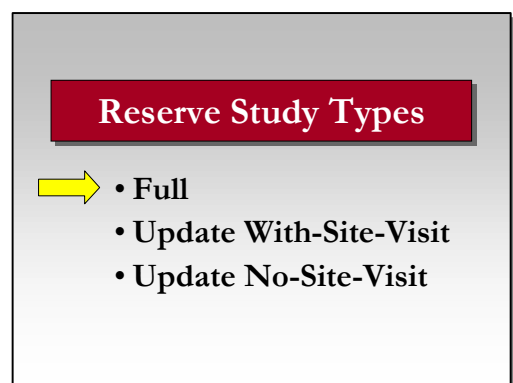 Reserve Study Types
• Full
• Update With-Site-Visit
• Update No-Site-Visit